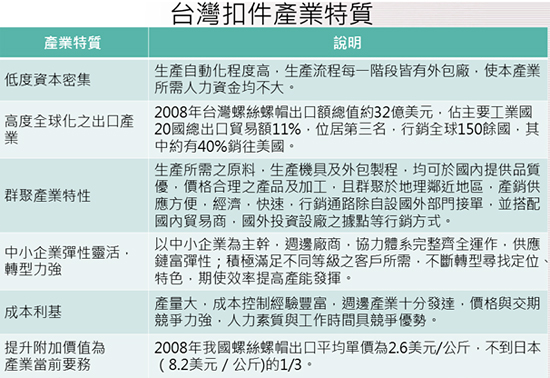 台灣扣件產業特質
產業特質
說明
低度資本密集
生產自動化程度高，生產流程每一階段皆有外包廠，使本產業
所需人力資金均不大。
高度全球化之出口產
業
2008年台灣螺絲螺帽出口額總值約32億美元，佔主要工業國
20國總出口貿易額11%，位居第三名，行銷全球150餘國，其
中約有40%銷往美國。
群聚產業特性
生產所需之原料，生產機具及外包製程，均可於國內提供品質
優，價格合理之產品及加工，且群聚於地理鄰近地區，產銷供
應方便，經濟，快速，行銷通路除自設國外部門接單，並搭配
國內貿易商，國外投資設廠之據點等行銷方式。
中小企業彈性靈活，
轉型力強
以中小企業為主幹，週邊廠商，協力體系完整齊全運作，供應
鏈富彈性；積極滿足不同等級之客戶所需，不斷轉型尋找定位、
特色，期使效率提高產能發揮。
成本利基
產量大，成本控制經驗豐富，週邊產業十分發達，價格與交期
競爭力強，人力素質與工作時間具競爭優勢。
提升附加價值為
產業當前要務
2008年我國螺絲螺帽出口平均單價為2.6美元/公斤，不到日本
（8.2美元／公斤)的1/3。